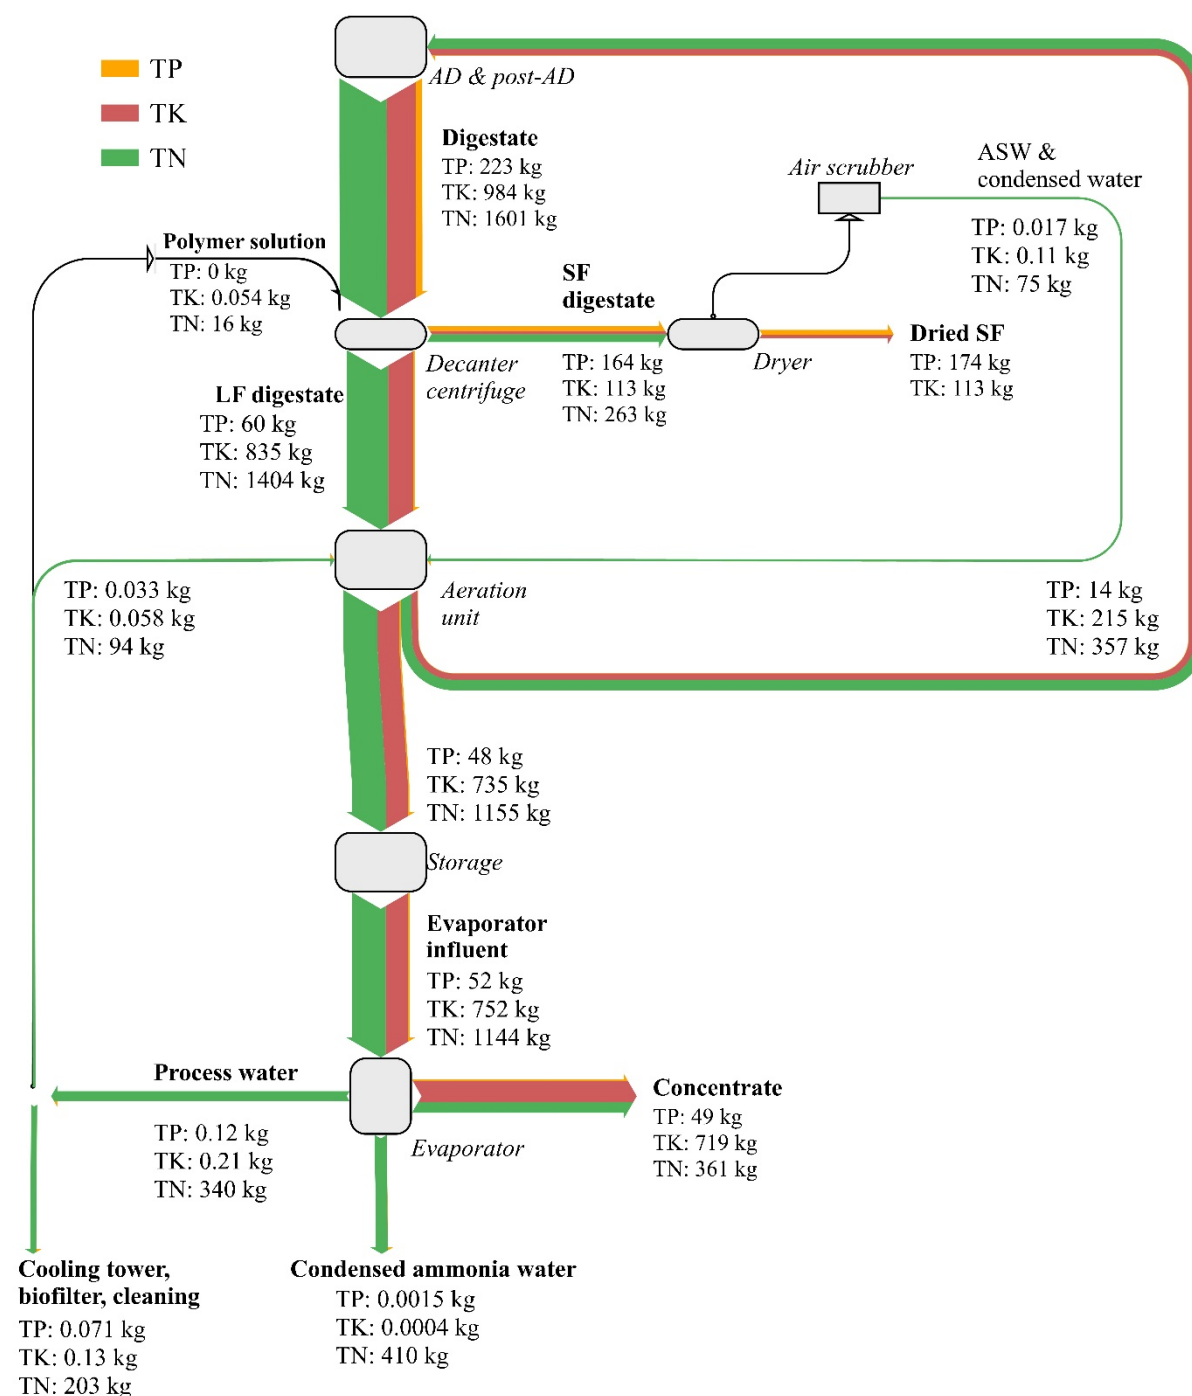 TP
TK
TN
AD & post-AD
Digestate
TP: 223 kg
TK: 984 kg
TN: 1601 kg
Air scrubber
ASW &
condensed water
TP: 0.017 kg
TK: 0.11 kg
TN: 75 kg
Polymer solution
TP: 0 kg
TK: 0.054 kg
TN: 16 kg
SF
digestate
TP: 164 kg
TK: 113 kg
TN: 263 kg
Dryer
Dried SF
TP: 174 kg
TK: 113 kg
Decanter
centrifuge
LF digestate
TP: 60 kg
TK: 835 kg
TN: 1404 kg
TP: 0.033 kg
TK: 0.058 kg
TN: 94 kg
Aeration
unit
TP: 14 kg
TK: 215 kg
TN: 357 kg
TP: 48 kg
TK: 735 kg
TN: 1155 kg
Storage
Evaporator
influent
TP: 52 kg
TK: 752 kg
TN: 1144 kg
Process water
TP: 0.12 kg
TK: 0.21 kg
TN: 340 kg
Evaporator
Concentrate
TP: 49 kg
TK: 719 kg
TN: 361 kg
Cooling tower,
biofilter, cleaning
TP: 0.071 kg
TK: 0.13 kg
TN: 203 kg
Condensed ammonia water
TP: 0.0015 kg
TK: 0.0004 kg
TN: 410 kg